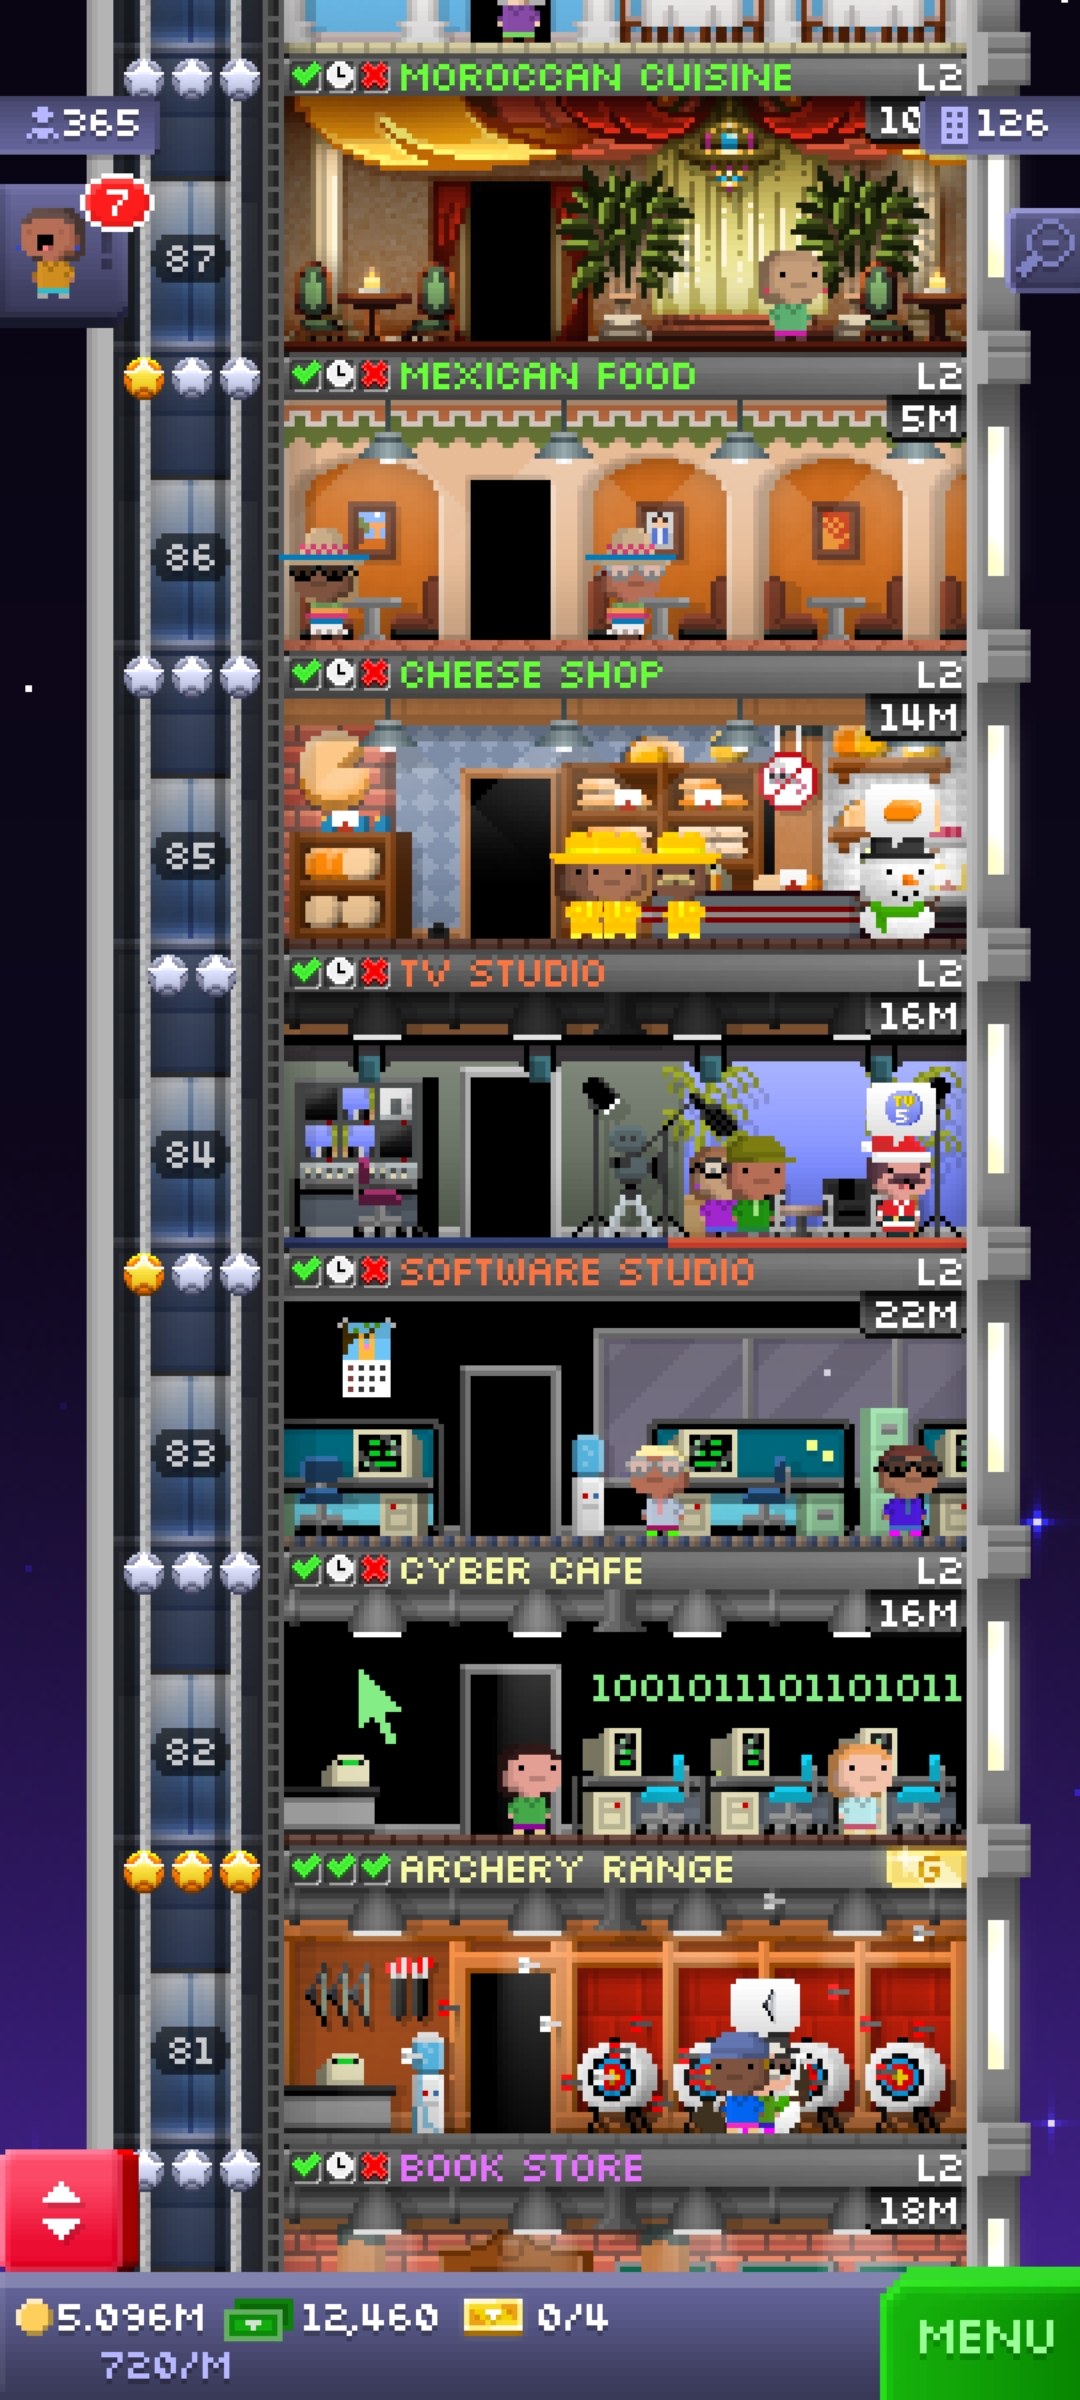 MOROCCAN CUISINE L2
365
10
126
7
87
MEXICAN FOOD L2
5M
86
CHEESE SHOP L2
14M
85
TV STUDIO L2
16M
TV 5
84
SOFTWARE STUDIO L2
22M
83
CYBER CAFE L2
16M
1001011101101011
82
ARCHERY RANGE G
81
BOOK STORE L2
18M
5.096M 12,460 0/4
720/M
MENU